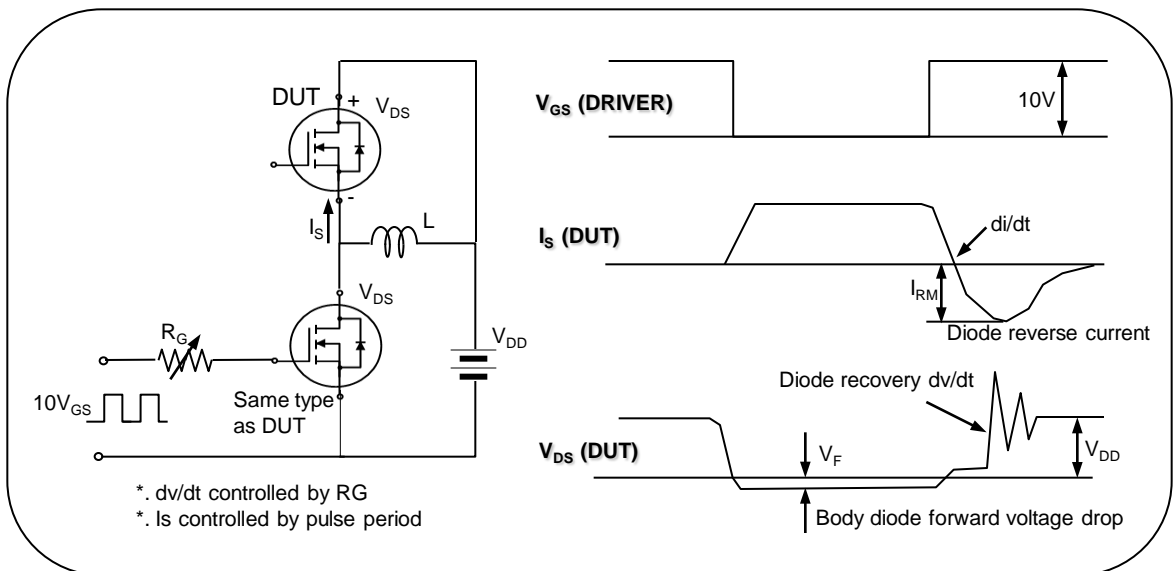 DUT
+
V_DS
-
I_S
L
V_DS
R_G
V_DD
10V_GS
Same type
as DUT
*. dv/dt controlled by RG
*. Is controlled by pulse period
V_GS (DRIVER)
10V
I_S (DUT)
di/dt
I_RM
Diode reverse current
Diode recovery dv/dt
V_DS (DUT)
V_F
V_DD
Body diode forward voltage drop